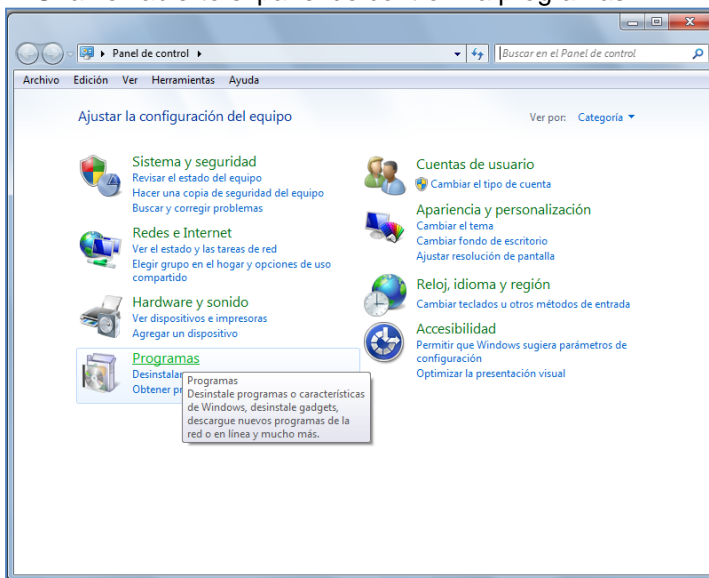 Panel de control
Buscar en el Panel de control
Archivo Edición Ver Herramientas Ayuda
Ajustar la configuración del equipo
Ver por: Categoría
Sistema y seguridad
Revisar el estado del equipo
Hacer una copia de seguridad del equipo
Buscar y corregir problemas
Redes e Internet
Ver el estado y las tareas de red
Elegir grupo en el hogar y opciones de uso
compartido
Hardware y sonido
Ver dispositivos e impresoras
Agregar un dispositivo
Programas
Desinstalar
Obtener
Programas
Desinstale programas o características
de Windows, desinstale gadgets,
descargue nuevos programas de la
red o en línea y mucho más.
Cuentas de usuario
Cambiar el tipo de cuenta
Apariencia y personalización
Cambiar el tema
Cambiar fondo de escritorio
Ajustar resolución de pantalla
Reloj, idioma y región
Cambiar teclados u otros métodos de entrada
Accesibilidad
Permitir que Windows sugiera parámetros de
configuración
Optimizar la presentación visual